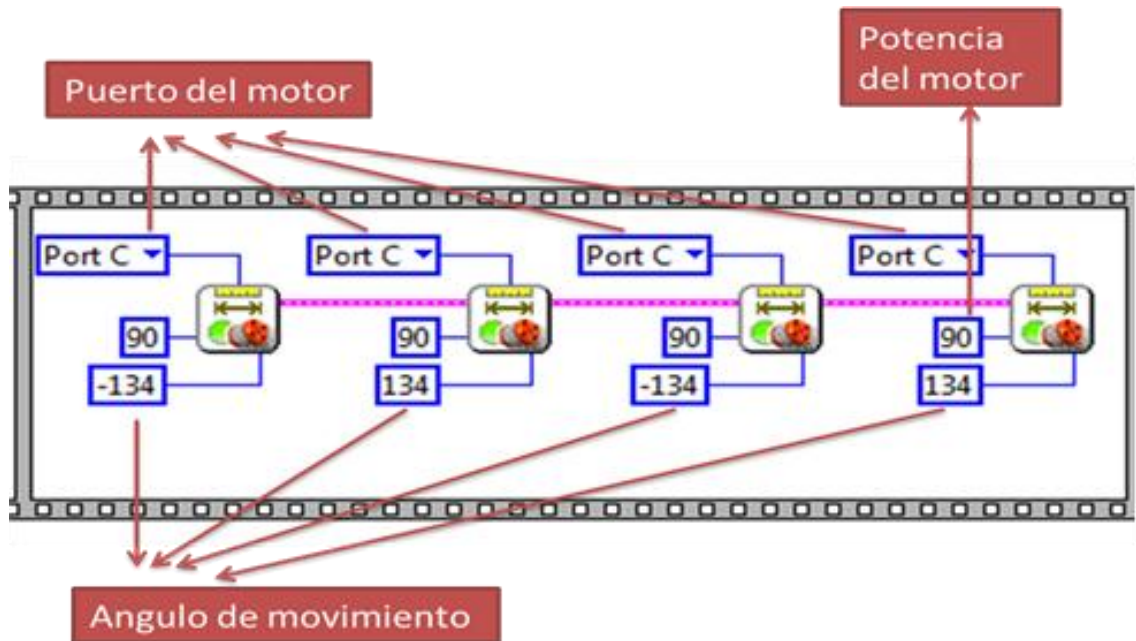 Potencia
del motor
Puerto del motor
Port C
Port C
Port C
Port C
90
90
90
90
-134
134
-134
134
Angulo de movimiento